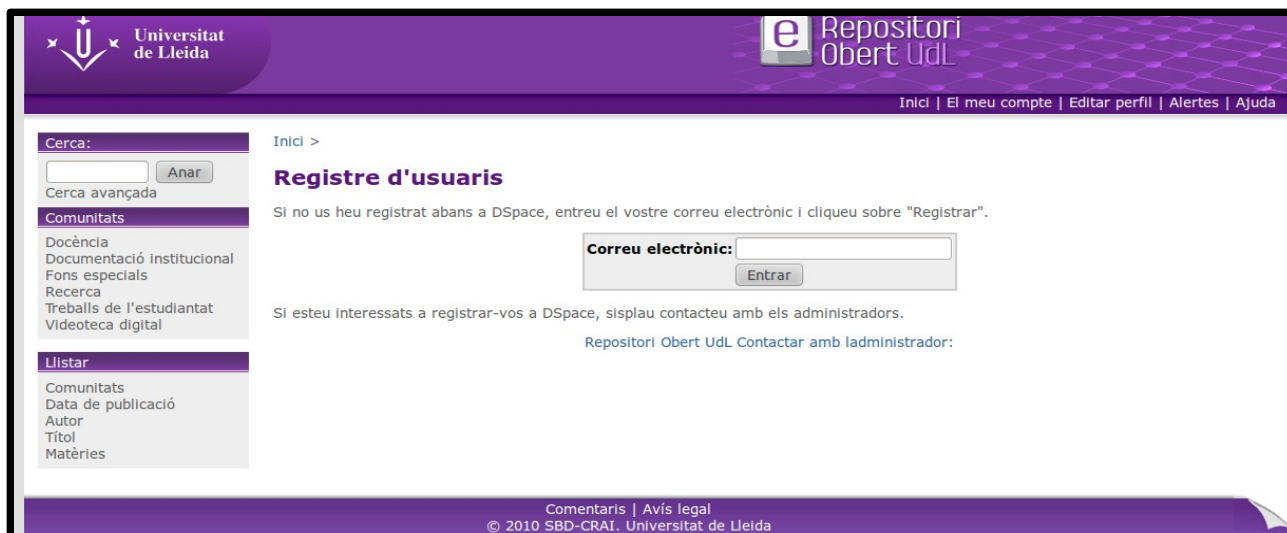 Universitat
de Lleida
e Repositori
Obert UdL
Inici | El meu compte | Editar perfil | Alertes | Ajuda
Cerca:
Anar
Cerca avançada
Comunitats
Docència
Documentació institucional
Fons especials
Recerca
Treballs de l'estudiantat
Videoteca digital
Llistar
Comunitats
Data de publicació
Autor
Títol
Matèries
Inici >
Registre d'usuaris
Si no us heu registrat abans a DSpace, entreu el vostre correu electrònic i cliqueu sobre "Registrar".
Correu electrònic:
Entrar
Si esteu interessats a registrar-vos a DSpace, sisplau contacteu amb els administradors.
Repositori Obert UdL Contactar amb ladministrador:
Comentaris | Avís legal
© 2010 SBD-CRAI. Universitat de Lleida